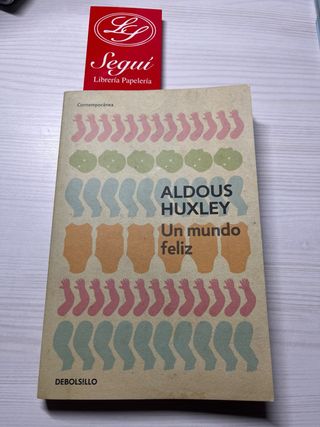 LS
Seguí
Librería Papelería
Contemporánea
ALDOUS
HUXLEY
Un mundo
feliz
DEBOLSILLO